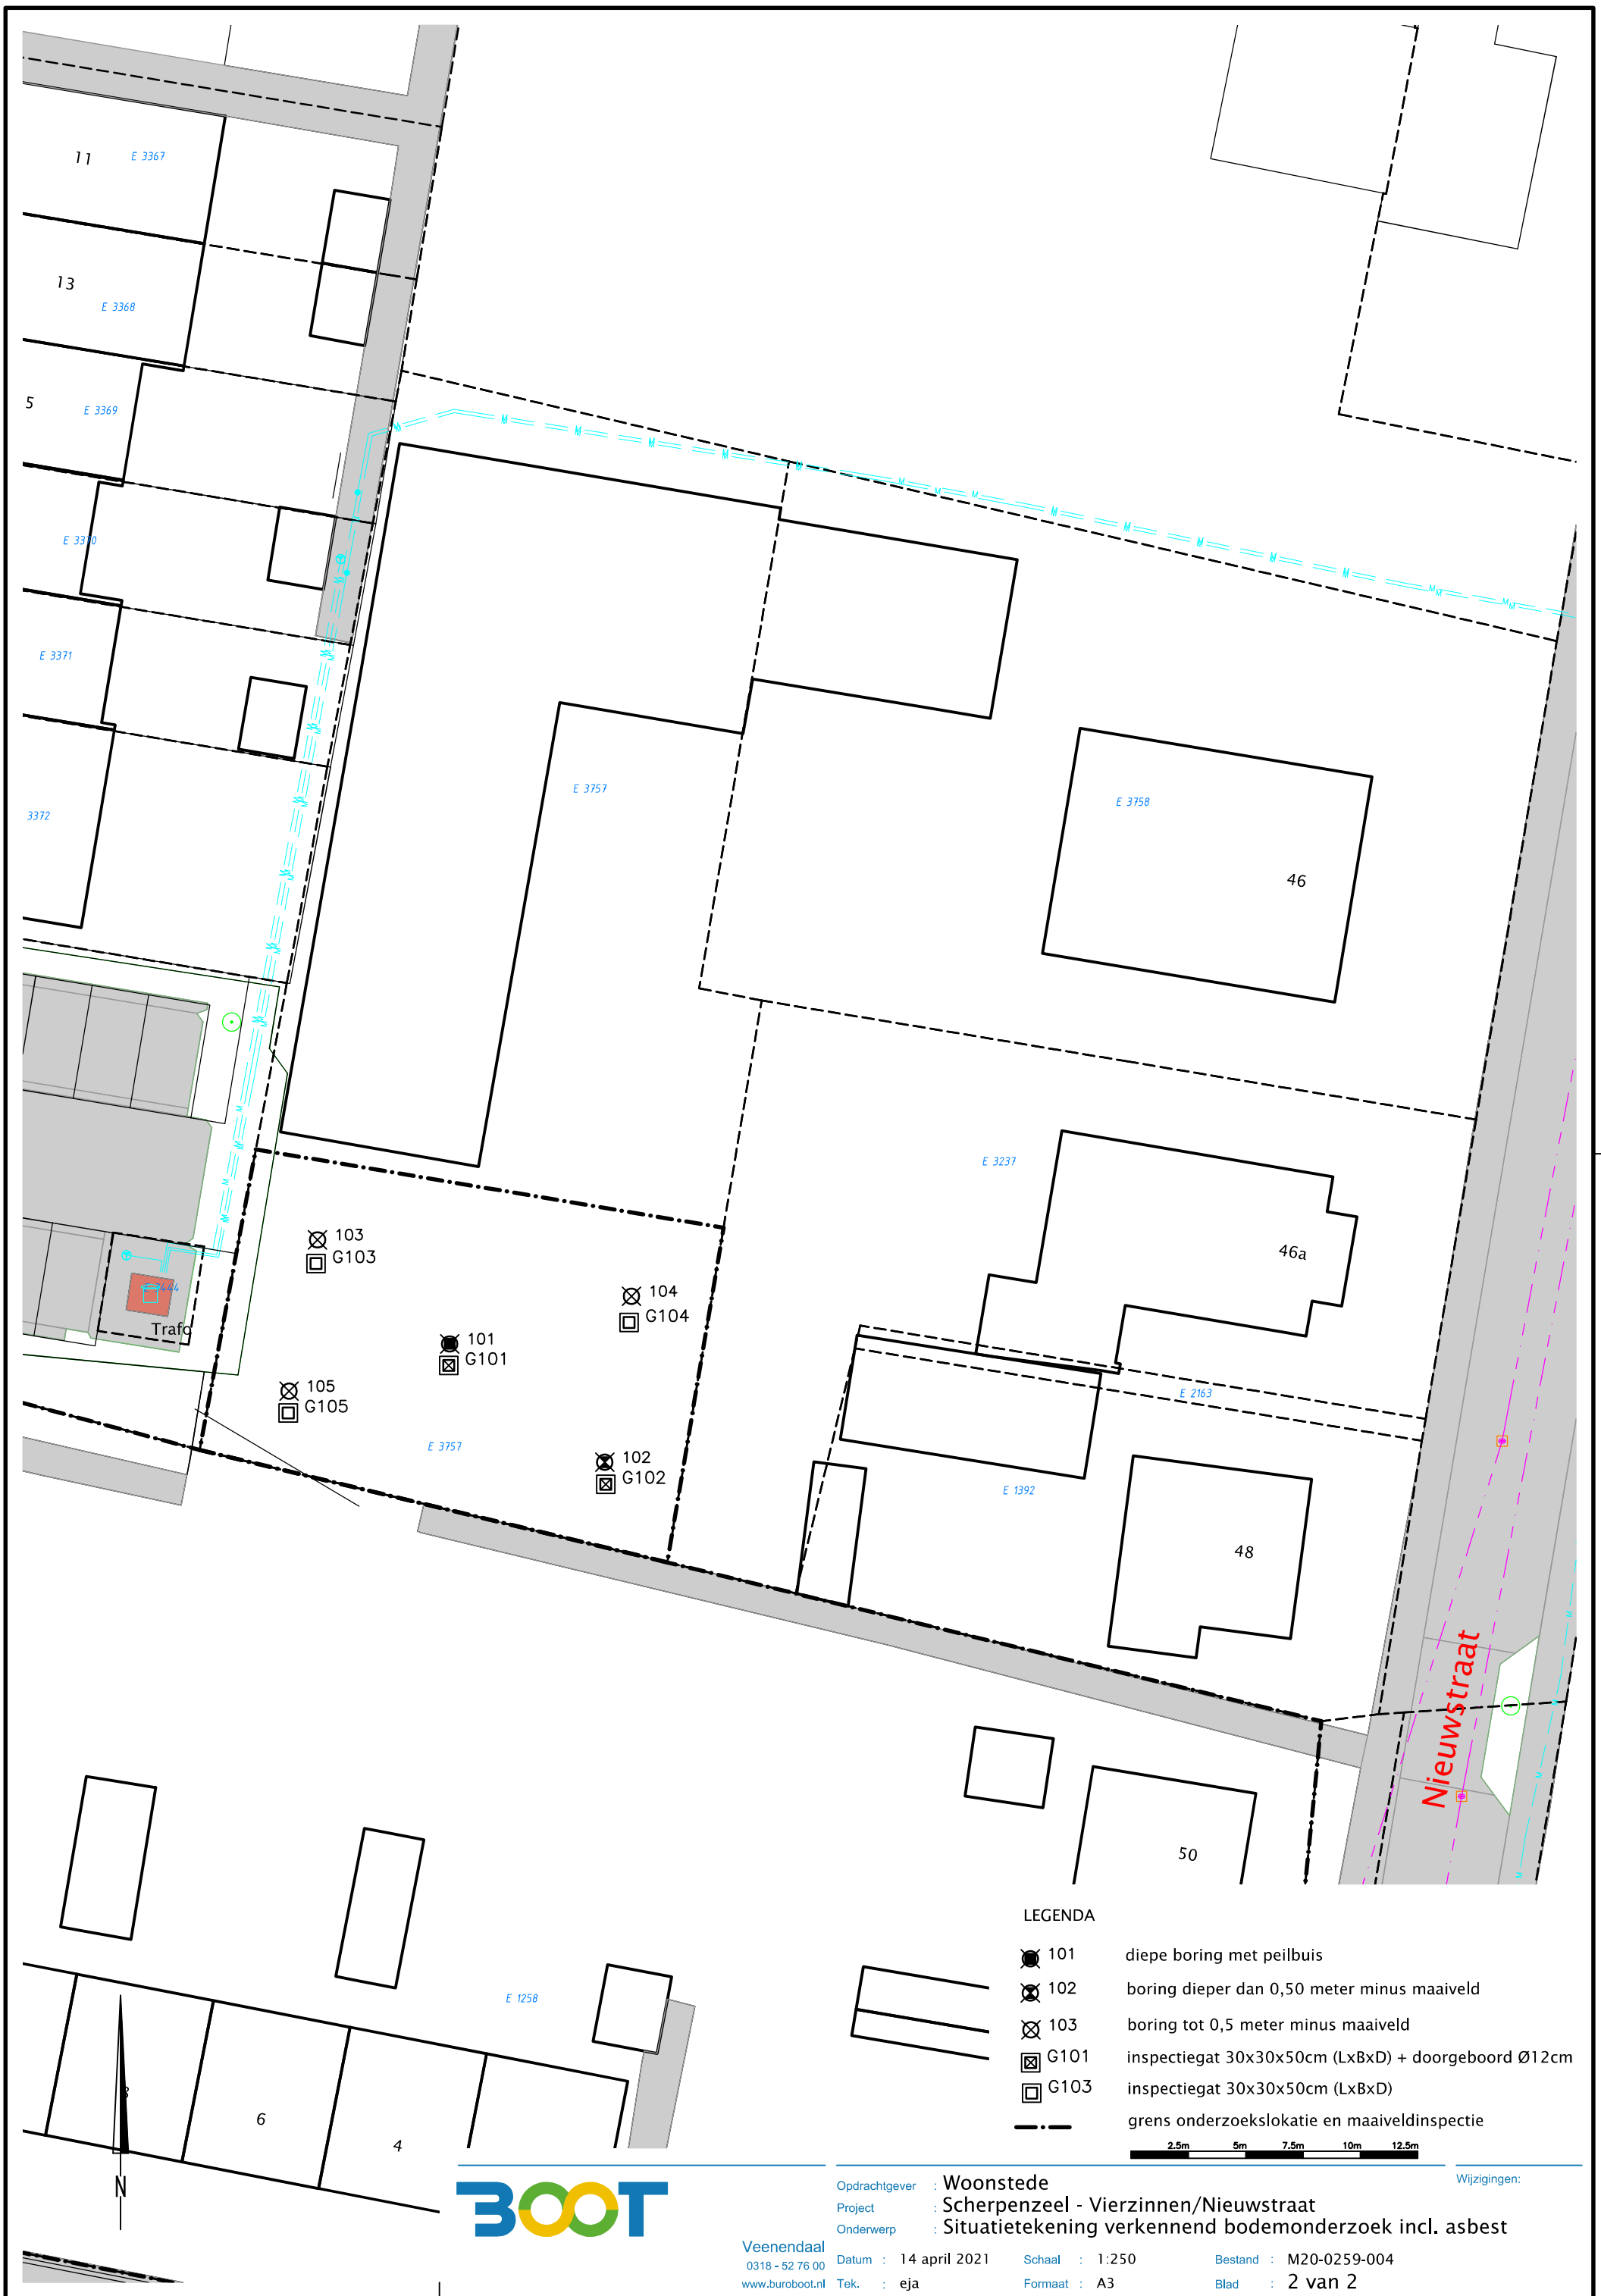 11
E 3367
13
E 3368
5
E 3369
E 3370
E 3371
3372
E 3757
E 3758
46
E 3237
46a
103
G103
104
G104
Trafo
101
G101
105
G105
E 3757
102
G102
E 2163
E 1392
48
Nieuwstraat
50
E 1258
6
4
N
LEGENDA
101 diepe boring met peilbuis
102 boring dieper dan 0,50 meter minus maaiveld
103 boring tot 0,5 meter minus maaiveld
G101 inspectiegat 30x30x50cm (LxBxD) + doorgeboord Ø12cm
G103 inspectiegat 30x30x50cm (LxBxD)
grens onderzoekslokatie en maaiveldinspectie
2.5m 5m 7.5m 10m 12.5m
BOOT
Veenendaal
0318 - 52 76 00
www.buroboot.nl
Opdrachtgever : Woonstede
Project : Scherpenzeel - Vierzinnen/Nieuwstraat
Onderwerp : Situatietekening verkennend bodemonderzoek incl. asbest
Wijzigingen:
Datum : 14 april 2021 Schaal : 1:250 Bestand : M20-0259-004
Tek. : eja Formaat : A3 Blad : 2 van 2